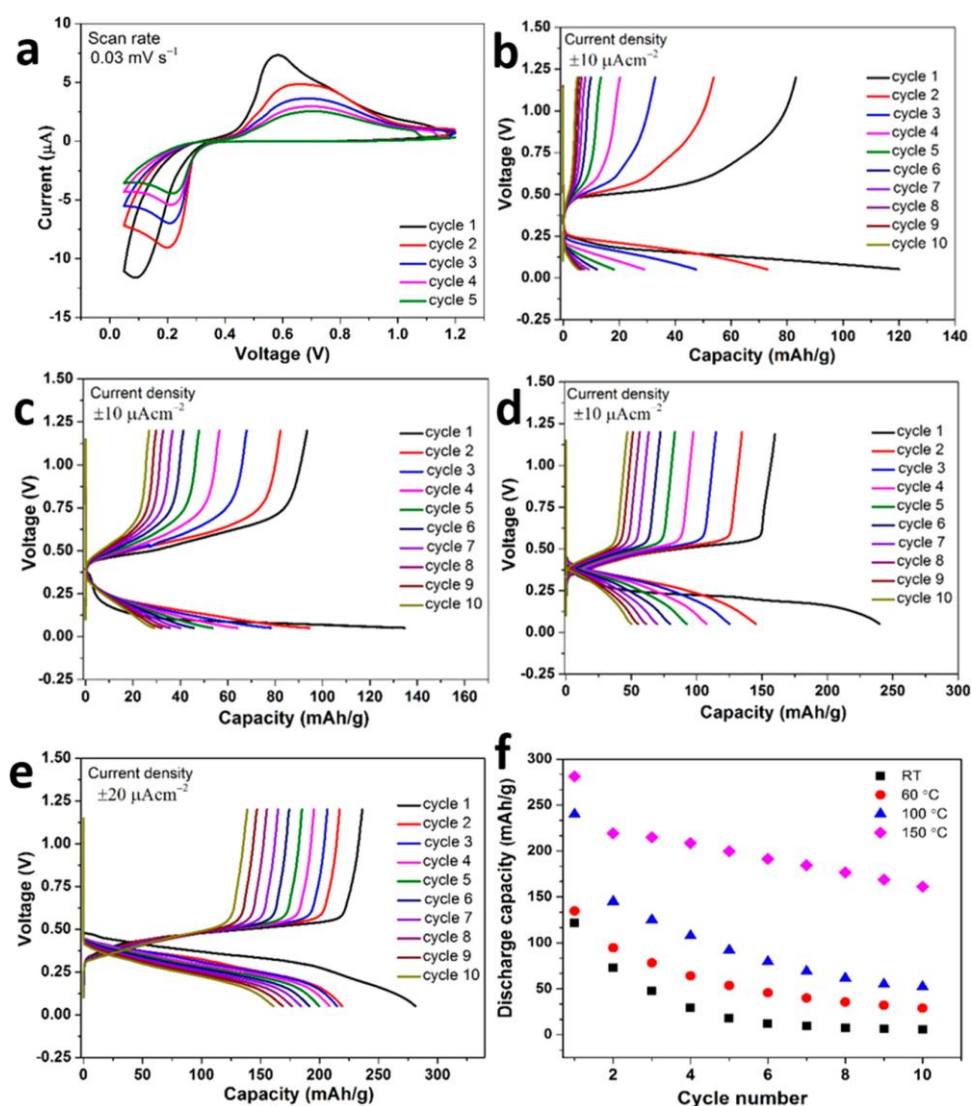 a
Scan rate
0.03 mV s⁻¹
10
5
0
-5
-10
-15
Current (μA)
cycle 1
cycle 2
cycle 3
cycle 4
cycle 5
0.0 0.2 0.4 0.6 0.8 1.0 1.2
Voltage (V)
b
Current density
±10 μAcm⁻²
1.50
1.25
1.00
0.75
0.50
0.25
0.00
-0.25
Voltage (V)
cycle 1
cycle 2
cycle 3
cycle 4
cycle 5
cycle 6
cycle 7
cycle 8
cycle 9
cycle 10
0 20 40 60 80 100 120 140
Capacity (mAh/g)
c
Current density
±10 μAcm⁻²
1.50
1.25
1.00
0.75
0.50
0.25
0.00
-0.25
Voltage (V)
cycle 1
cycle 2
cycle 3
cycle 4
cycle 5
cycle 6
cycle 7
cycle 8
cycle 9
cycle 10
0 20 40 60 80 100 120 140 160
Capacity (mAh/g)
d
Current density
±10 μAcm⁻²
1.50
1.25
1.00
0.75
0.50
0.25
0.00
-0.25
Voltage (V)
cycle 1
cycle 2
cycle 3
cycle 4
cycle 5
cycle 6
cycle 7
cycle 8
cycle 9
cycle 10
0 50 100 150 200 250 300
Capacity (mAh/g)
e
Current density
±20 μAcm⁻²
1.50
1.25
1.00
0.75
0.50
0.25
0.00
-0.25
Voltage (V)
cycle 1
cycle 2
cycle 3
cycle 4
cycle 5
cycle 6
cycle 7
cycle 8
cycle 9
cycle 10
0 50 100 150 200 250 300
Capacity (mAh/g)
f
300
250
200
150
100
50
0
Discharge capacity (mAh/g)
RT
60 °C
100 °C
150 °C
2 4 6 8 10
Cycle number